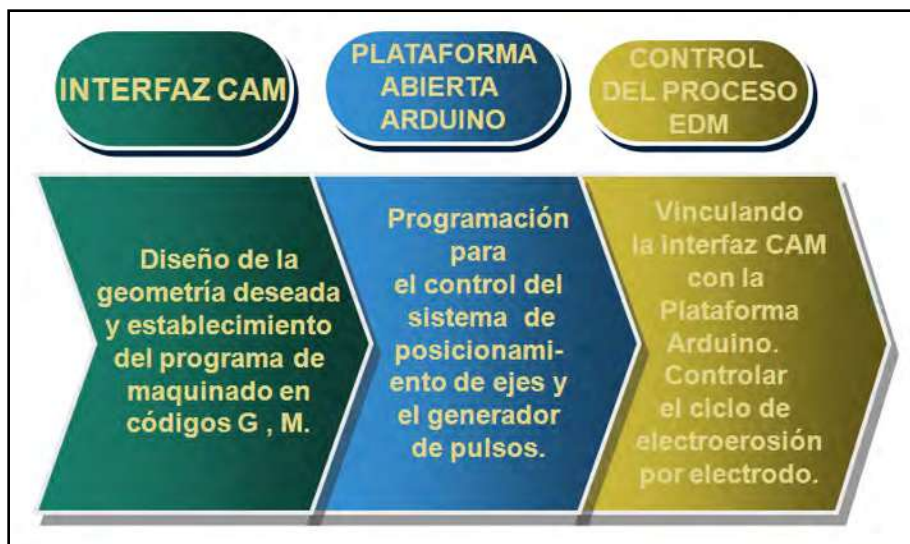 INTERFAZ CAM
PLATAFORMA
ABIERTA
ARDUINO
CONTROL
DEL PROCESO
EDM
Diseño de la
geometría deseada
y establecimiento
del programa de
maquinado en
códigos G , M.
Programación
para
el control del
sistema de
posicionami-
ento de ejes y
el generador
de pulsos.
Vinculando
la interfaz CAM
con la
Plataforma
Arduino.
Controlar
el ciclo de
electroerosión
por electrodo.